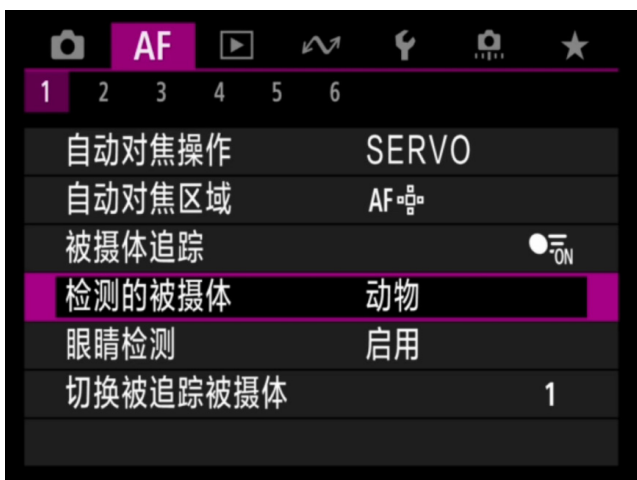 AF
1 2 3 4 5 6
自动对焦操作 SERVO
自动对焦区域 AF
被摄体追踪 ON
检测的被摄体 动物
眼睛检测 启用
切换被追踪被摄体 1